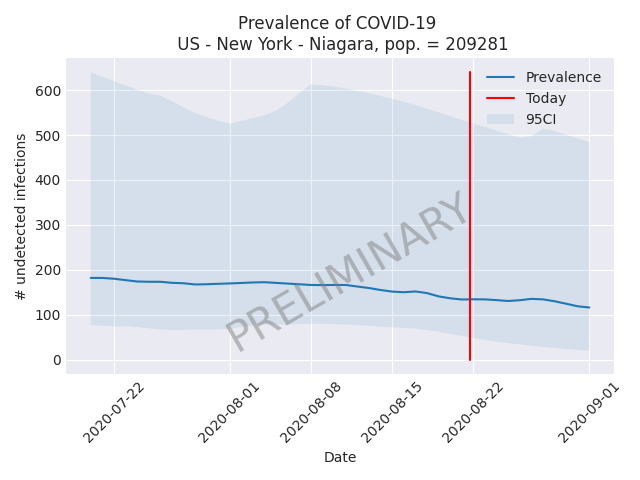 Prevalence of COVID-19
US - New York - Niagara, pop. = 209281
Prevalence
Today
95CI
# undetected infections
600
500
400
300
200
100
0
PRELIMINARY
2020-07-22
2020-08-01
2020-08-08
2020-08-15
2020-08-22
2020-09-01
Date